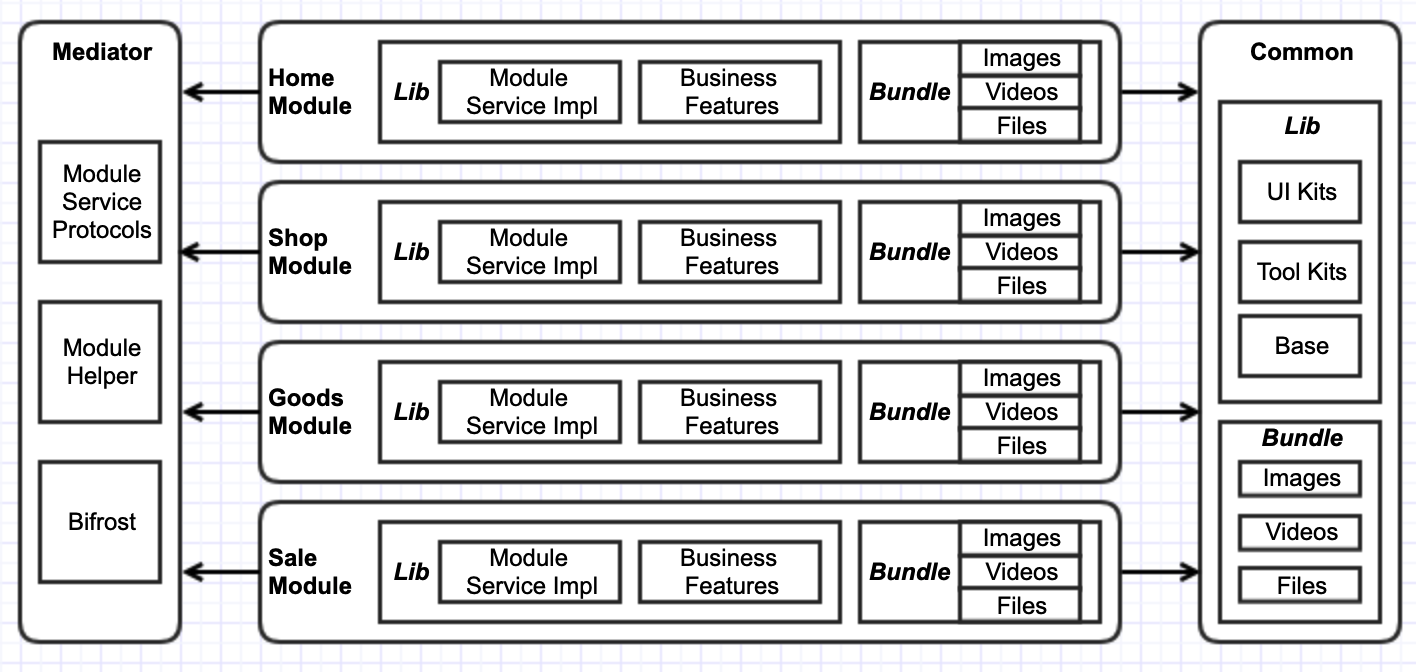 Mediator
Module
Service
Protocols
Module
Helper
Bifrost
Home
Module
Lib
Module
Service Impl
Business
Features
Bundle
Images
Videos
Files
Shop
Module
Lib
Module
Service Impl
Business
Features
Bundle
Images
Videos
Files
Goods
Module
Lib
Module
Service Impl
Business
Features
Bundle
Images
Videos
Files
Sale
Module
Lib
Module
Service Impl
Business
Features
Bundle
Images
Videos
Files
Common
Lib
UI Kits
Tool Kits
Base
Bundle
Images
Videos
Files